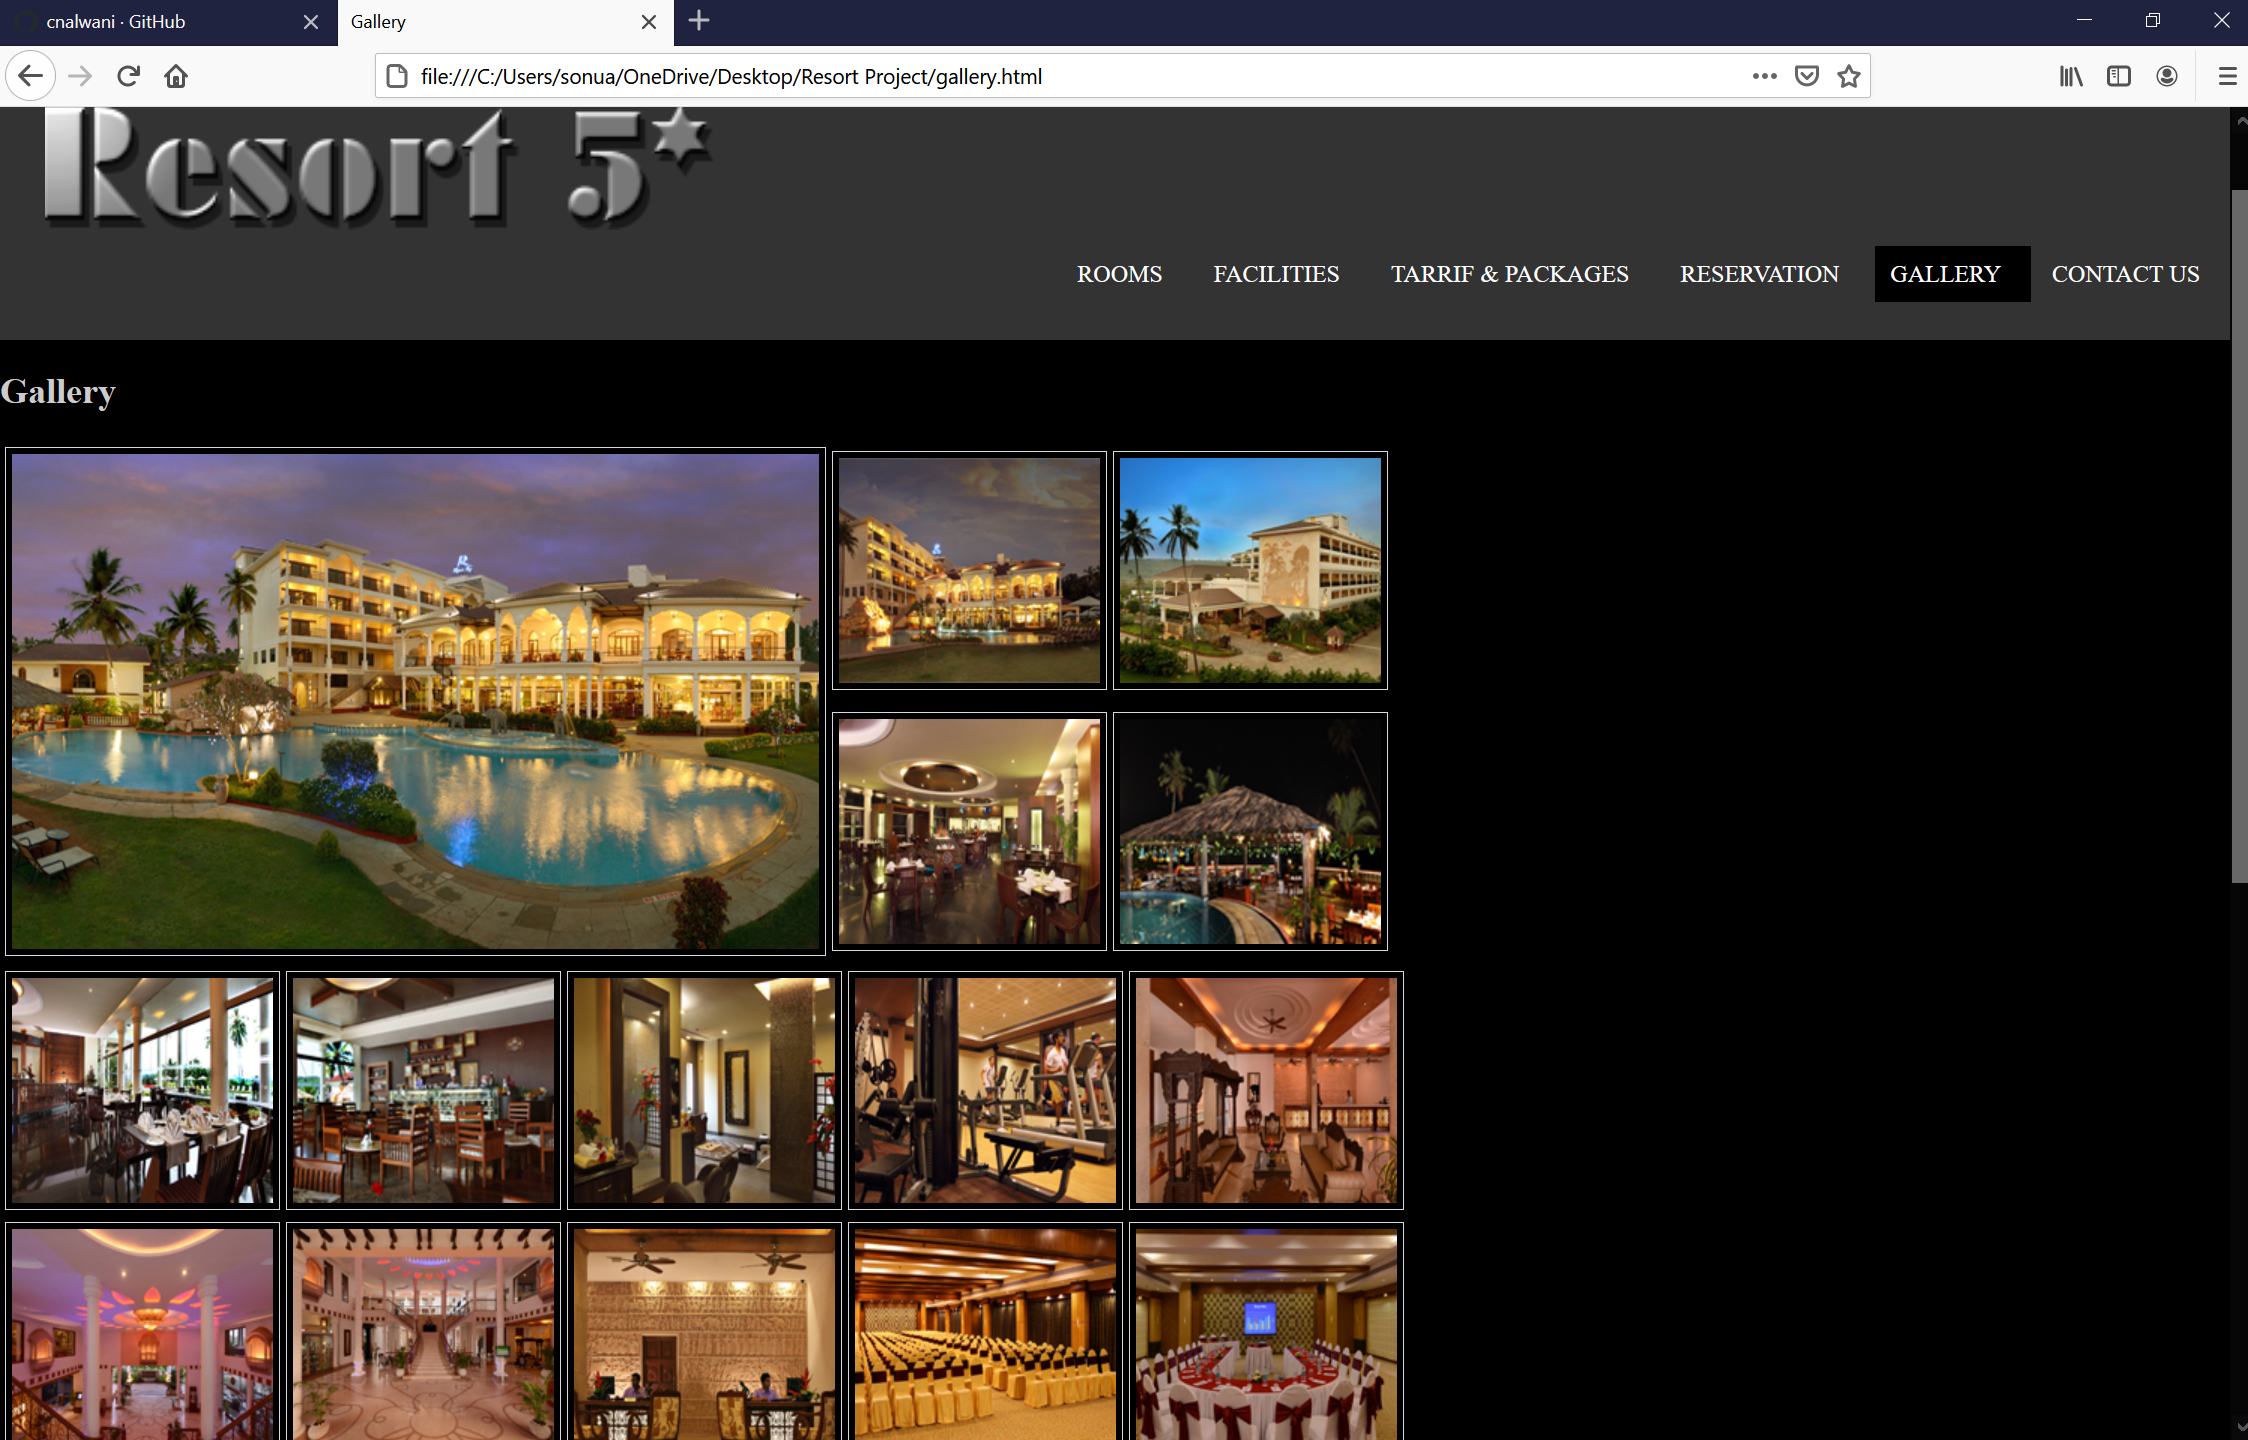 cnalwani · GitHub
Gallery
file:///C:/Users/sonua/OneDrive/Desktop/Resort Project/gallery.html
Resort 5*
ROOMS FACILITIES TARRIF & PACKAGES RESERVATION GALLERY CONTACT US
Gallery